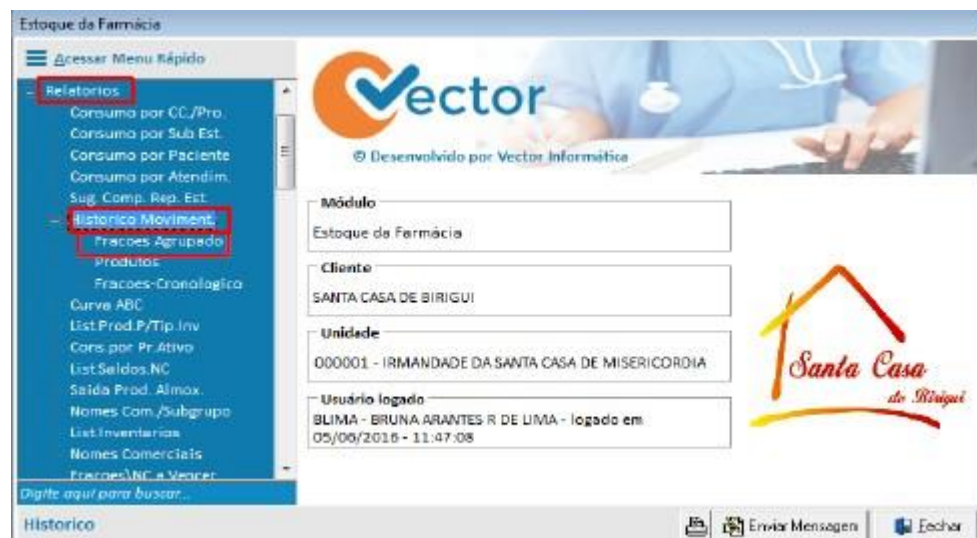 Estoque da Farmácia
Acessar Menu Rápido
Relatorios
Consumo por CC./Pro.
Consumo por Sub Est.
Consumo por Paciente
Consumo por Atendim.
Sug. Comp. Rep. Est.
Historico Moviment.
Fracoes Agrupado
Produtos
Fracoes-Cronologico
Curva ABC
List.Prod.P/Tip.Inv
Cons.por Pr.Ativo
List.Saldos.NC
Saida Prod. Almox.
Nomes Com./Subgrupo
List.Inventarios
Nomes Comerciais
Fracoes\NC a Vencer
Digite aqui para buscar...
Historico
Vector
© Desenvolvido por Vector Informática
Módulo
Estoque da Farmácia
Cliente
SANTA CASA DE BIRIGUI
Unidade
000001 - IRMANDADE DA SANTA CASA DE MISERICORDIA
Usuário logado
BLIMA - BRUNA ARANTES R DE LIMA - logado em
05/06/2016 - 11:47:08
Santa Casa
de Birigui
Enviar Mensagen
Fechar